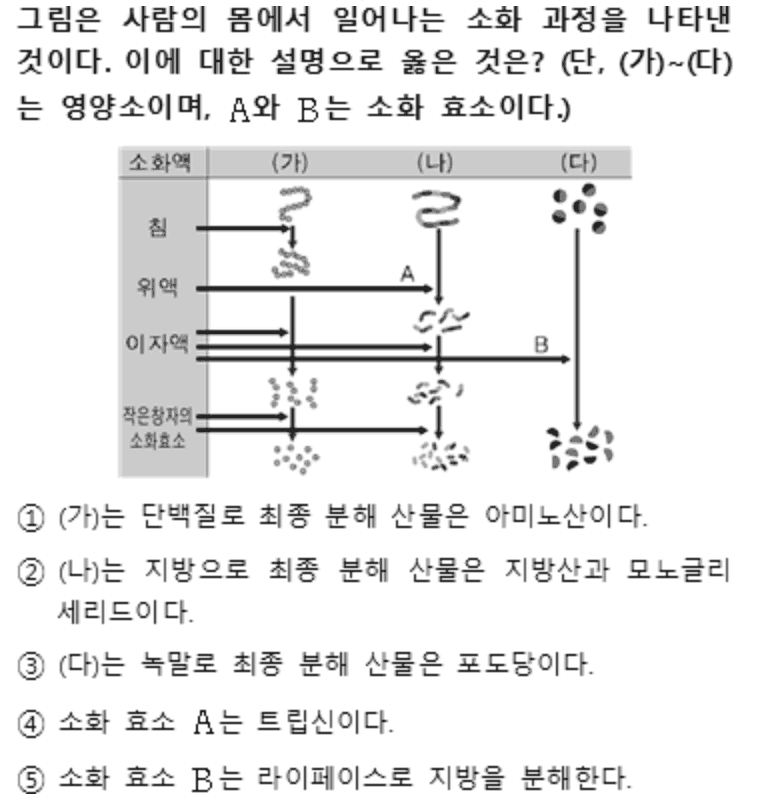 그림은 사람의 몸에서 일어나는 소화 과정을 나타낸
것이다. 이에 대한 설명으로 옳은 것은? (단, (가)~(다)
는 영양소이며, A와 B는 소화 효소이다.)
소화액 (가) (나) (다)
침
위액 A
이자액 B
작은창자의
소화효소
① (가)는 단백질로 최종 분해 산물은 아미노산이다.
② (나)는 지방으로 최종 분해 산물은 지방산과 모노글리
세리드이다.
③ (다)는 녹말로 최종 분해 산물은 포도당이다.
④ 소화 효소 A는 트립신이다.
⑤ 소화 효소 B는 라이페이스로 지방을 분해한다.